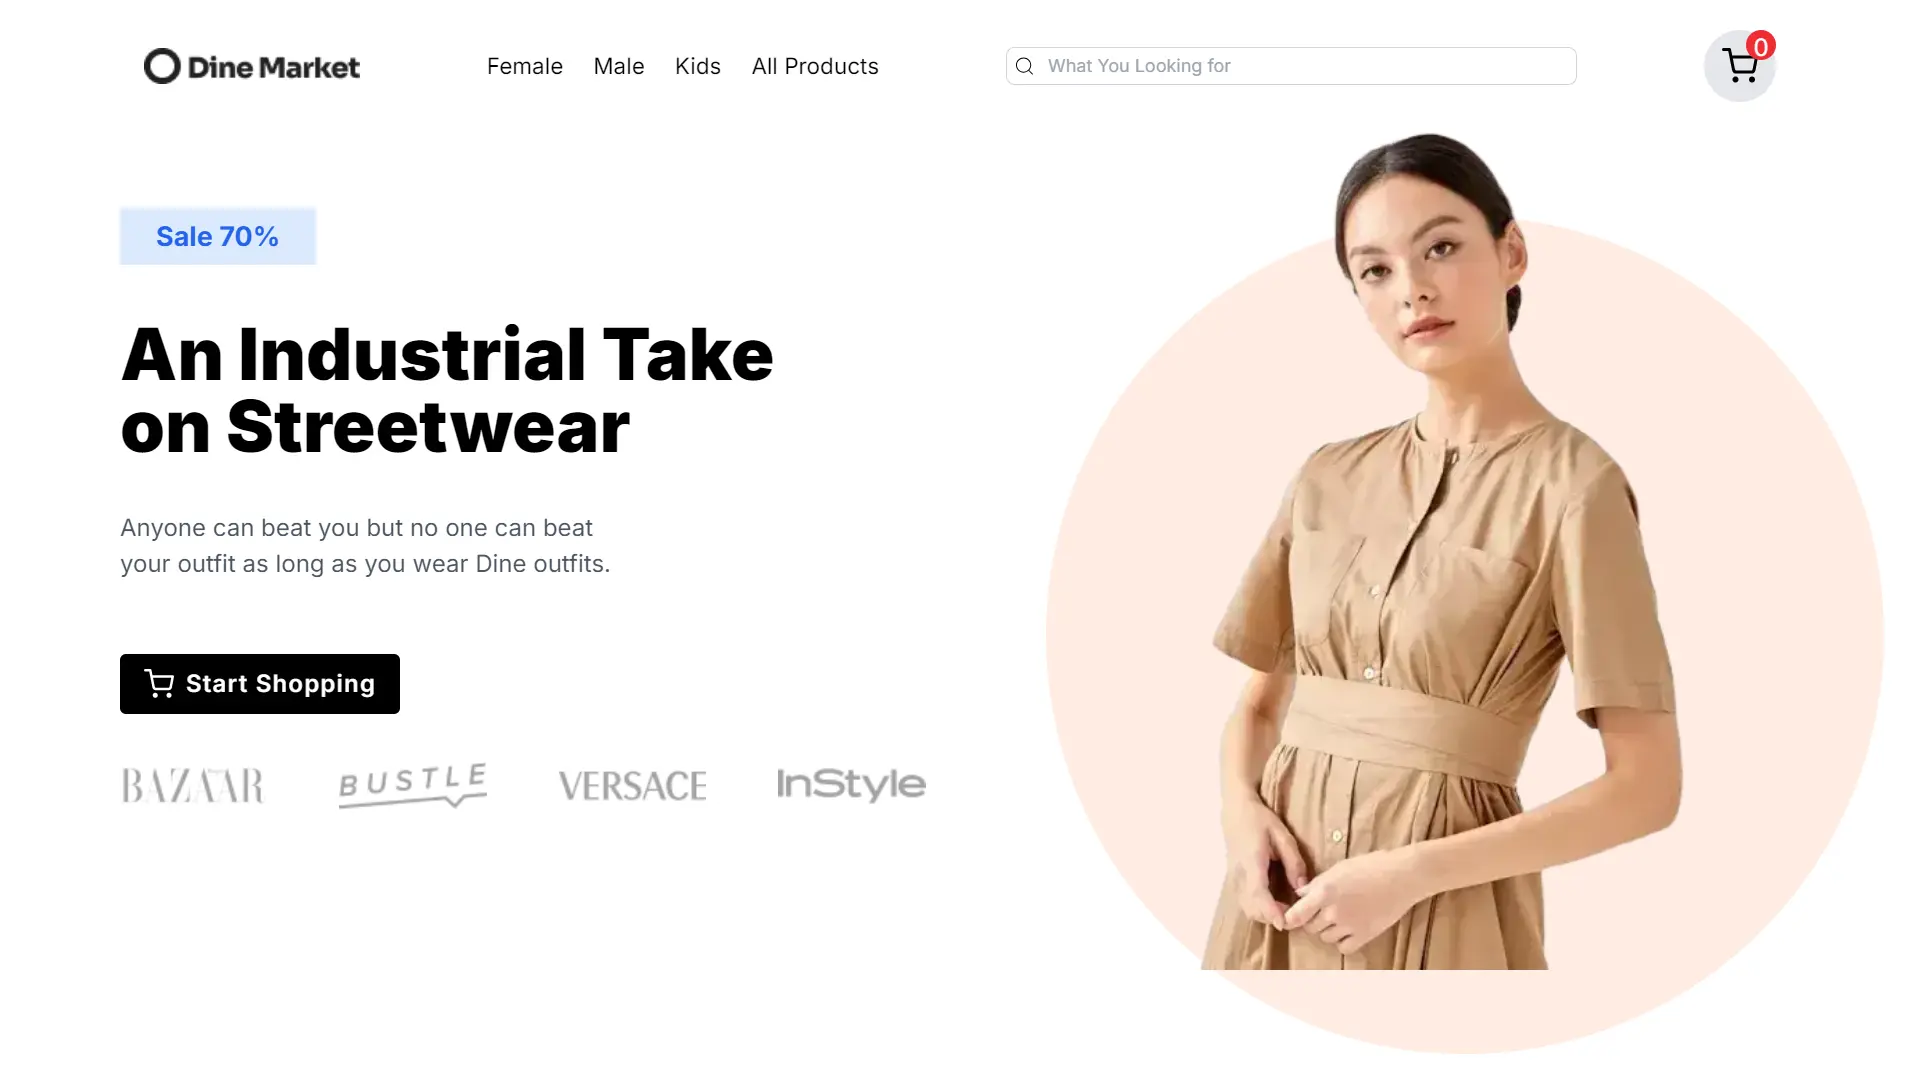 Dine Market
Female
Male
Kids
All Products
What You Looking for
0
Sale 70%
An Industrial Take
on Streetwear
Anyone can beat you but no one can beat
your outfit as long as you wear Dine outfits.
Start Shopping
BAZAAR
BUSTLE
VERSACE
InStyle